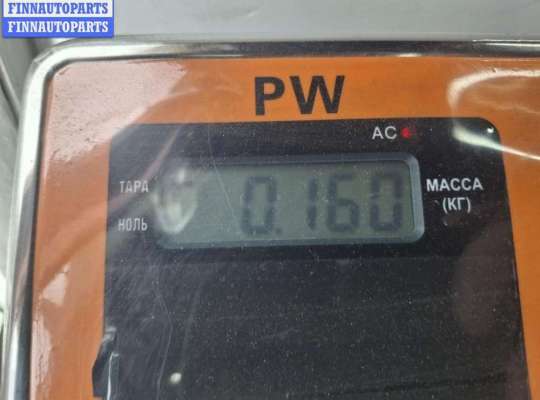 FINNAUTOPARTS
FINNAUTOPARTS
PW
AC
ТАРА
НОЛЬ
0.160
МАССА
(КГ)